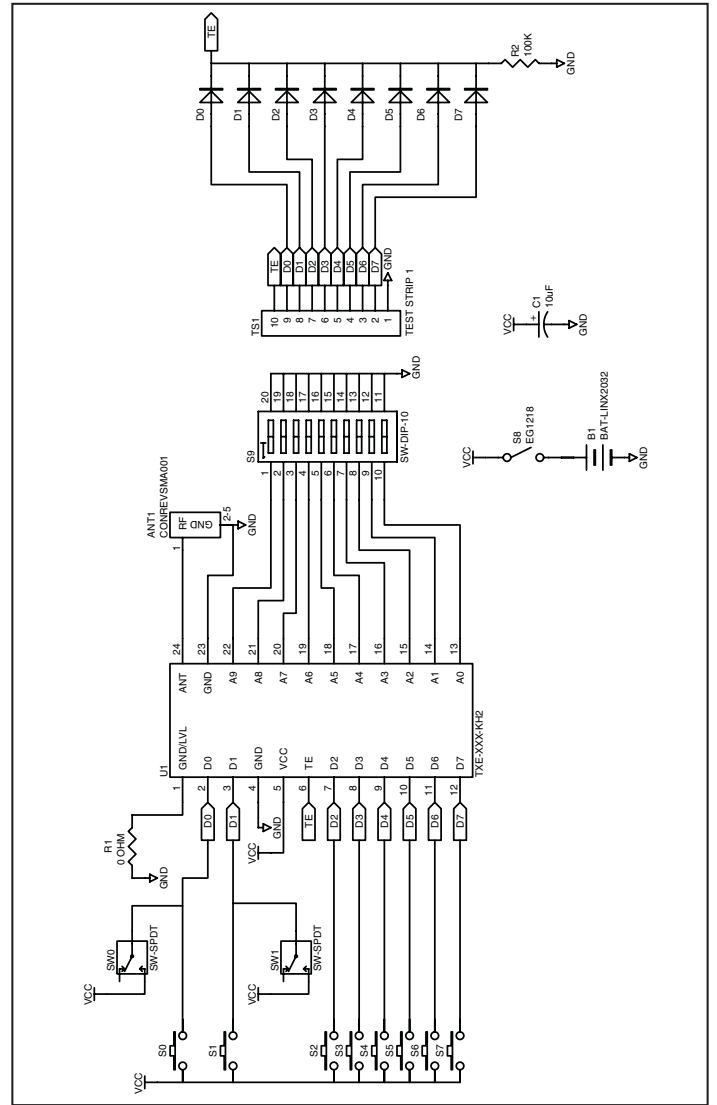 TE
R2
100K
GND
D0
D1
D2
D3
D4
D5
D6
D7
TE
D0
D1
D2
D3
D4
D5
D6
D7
GND
10
9
8
7
6
5
4
3
2
1
TS1
TEST STRIP 1
VCC
+
C1
10uF
GND
20
19
18
17
16
15
14
13
12
11
GND
S9
SW-DIP-10
1
2
3
4
5
6
7
8
9
10
VCC
S8
EG1218
B1
BAT-LINX2032
GND
ANT1
CONREVSMA001
RF
GND
1
2-5
GND
24
23
22
21
20
19
18
17
16
15
14
13
ANT
GND
A9
A8
A7
A6
A5
A4
A3
A2
A1
A0
U1
TXE-XXX-KH2
GND/LVL
D0
D1
GND
VCC
TE
D2
D3
D4
D5
D6
D7
1
2
3
4
5
6
7
8
9
10
11
12
R1
0 OHM
GND
D0
D1
GND
VCC
TE
D2
D3
D4
D5
D6
D7
SW0
SW-SPDT
VCC
SW1
SW-SPDT
VCC
S0
S1
S2
S3
S4
S5
S6
S7
VCC